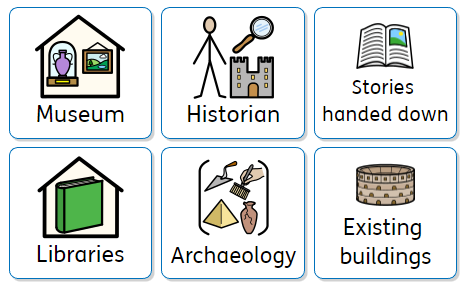 Museum
Historian
Stories
handed down
Libraries
Archaeology
Existing
buildings